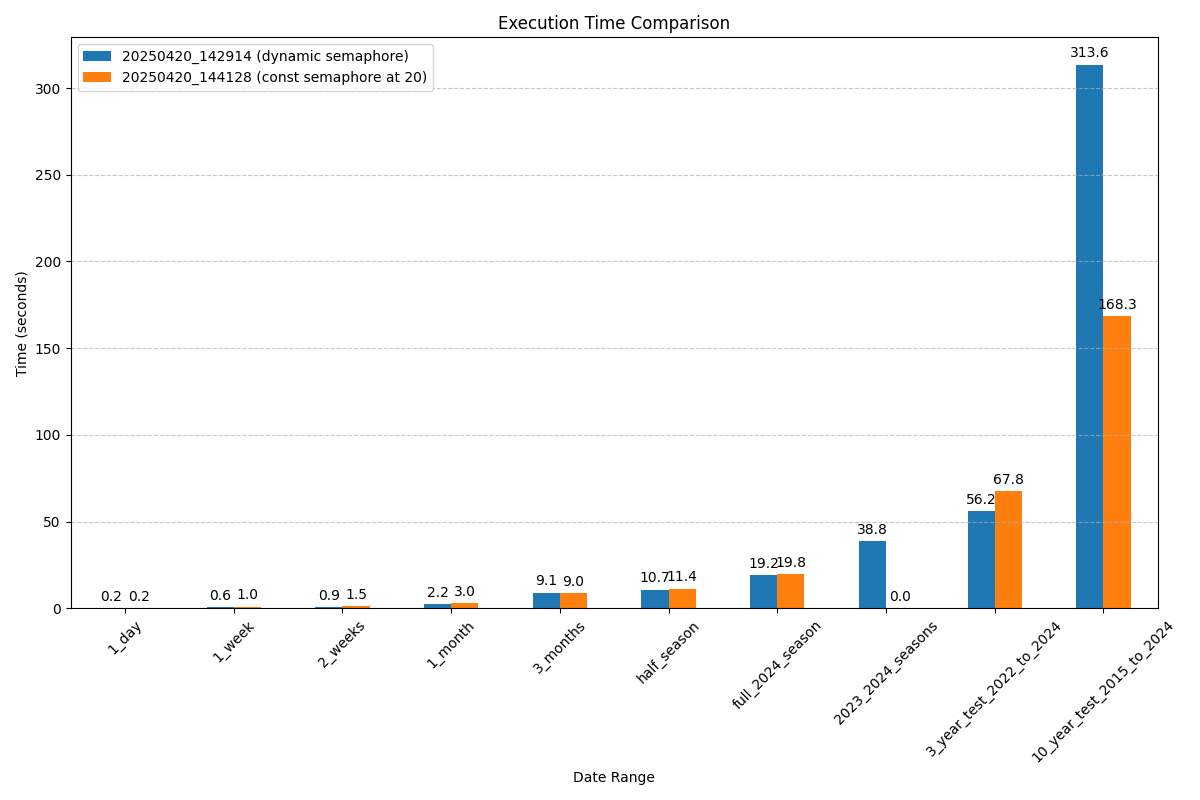 Execution Time Comparison
20250420_142914 (dynamic semaphore)
20250420_144128 (const semaphore at 20)
Time (seconds)
300
250
200
150
100
50
0
0.2
0.2
0.6
1.0
0.9
1.5
2.2
3.0
9.1
9.0
10.7
11.4
19.2
19.8
38.8
0.0
56.2
67.8
313.6
168.3
1_day
1_week
2_weeks
1_month
3_months
half_season
full_2024_season
2023_2024_seasons
3_year_test_2022_to_2024
10_year_test_2015_to_2024
Date Range